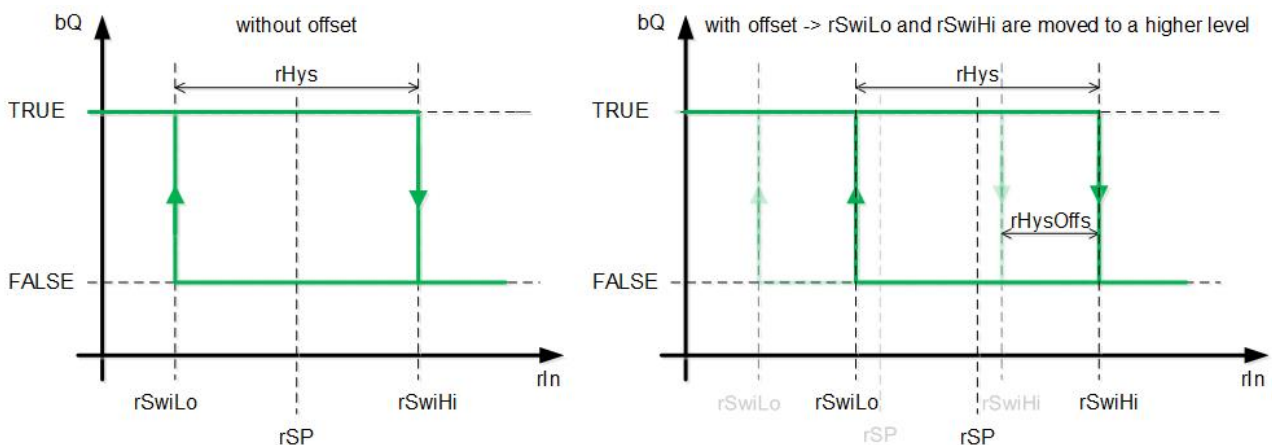 bQ
without offset
rHys
TRUE
FALSE
rIn
rSwiLo
rSwiHi
rSP
bQ
with offset -> rSwiLo and rSwiHi are moved to a higher level
rHys
TRUE
rHysOffs
FALSE
rIn
rSwiLo rSwiLo rSwiHi rSwiHi
rSP rSP